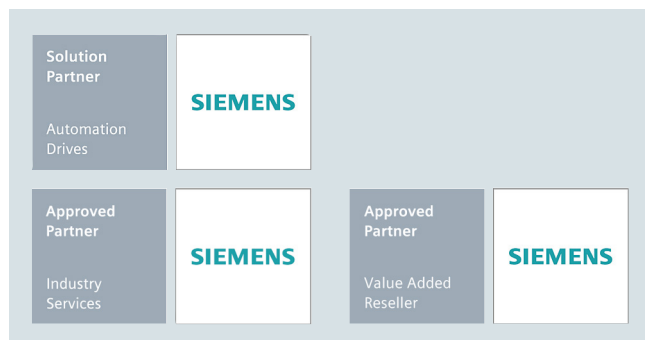 Solution
Partner
Automation
Drives
SIEMENS
Approved
Partner
Industry
Services
SIEMENS
Approved
Partner
Value Added
Reseller
SIEMENS